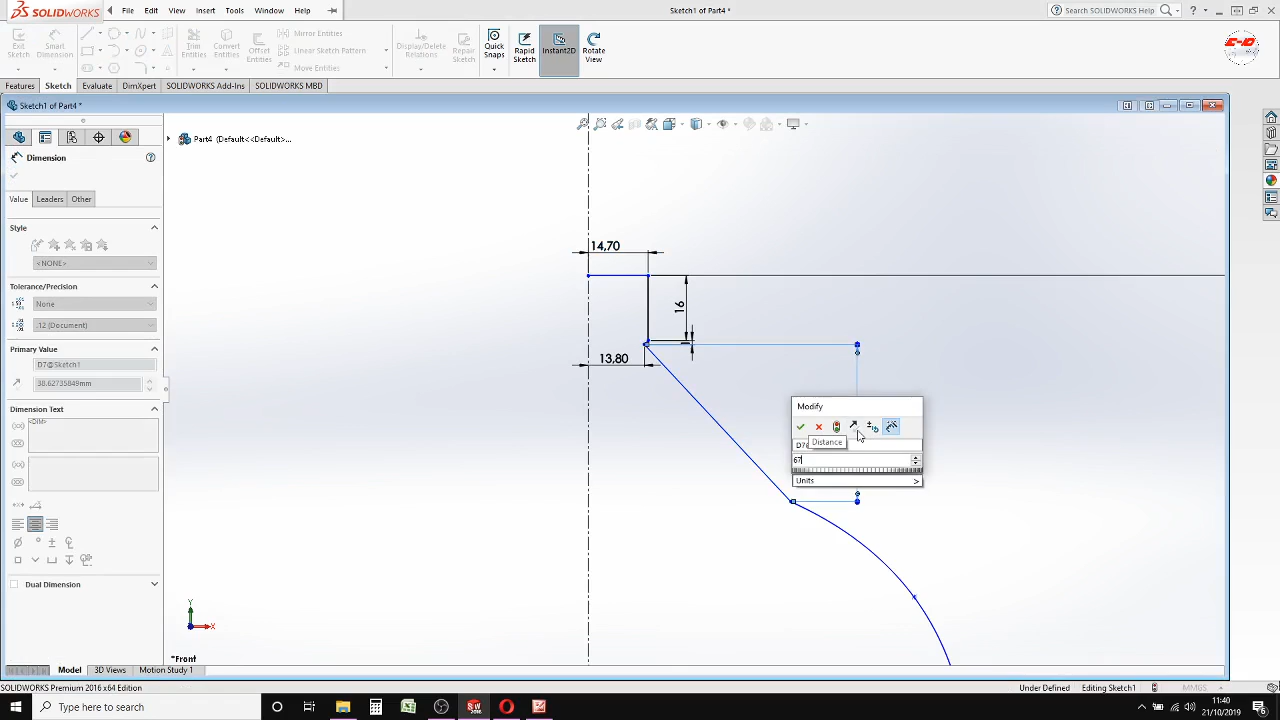 SOLIDWORKS File Edit View Insert Tools Window Help Sketch1 of Part4 * Search SOLIDWORKS Help
Exit Sketch
Smart Dimension
Trim Entities
Convert Entities
Offset Entities
Mirror Entities
Linear Sketch Pattern
Move Entities
Display/Delete Relations
Repair Sketch
Quick Snaps
Rapid Sketch
Instant2D
Rotate View
Features Sketch Evaluate DimXpert SOLIDWORKS Add-Ins SOLIDWORKS MBD
Sketch1 of Part4 *
Part4 (Default<<Default>...
Dimension
Value Leaders Other
Style
<NONE>
Tolerance/Precision
None
.12 (Document)
Primary Value
D7@Sketch1
38.62735849mm
Dimension Text
<DIM>
Dual Dimension
14,70
16
1
13,80
Modify
Distance
67
Units
Y
X
*Front
Model 3D Views Motion Study 1
SOLIDWORKS Premium 2016 x64 Edition Under Defined Editing Sketch1 MMGS
Type here to search
11:40
21/10/2019